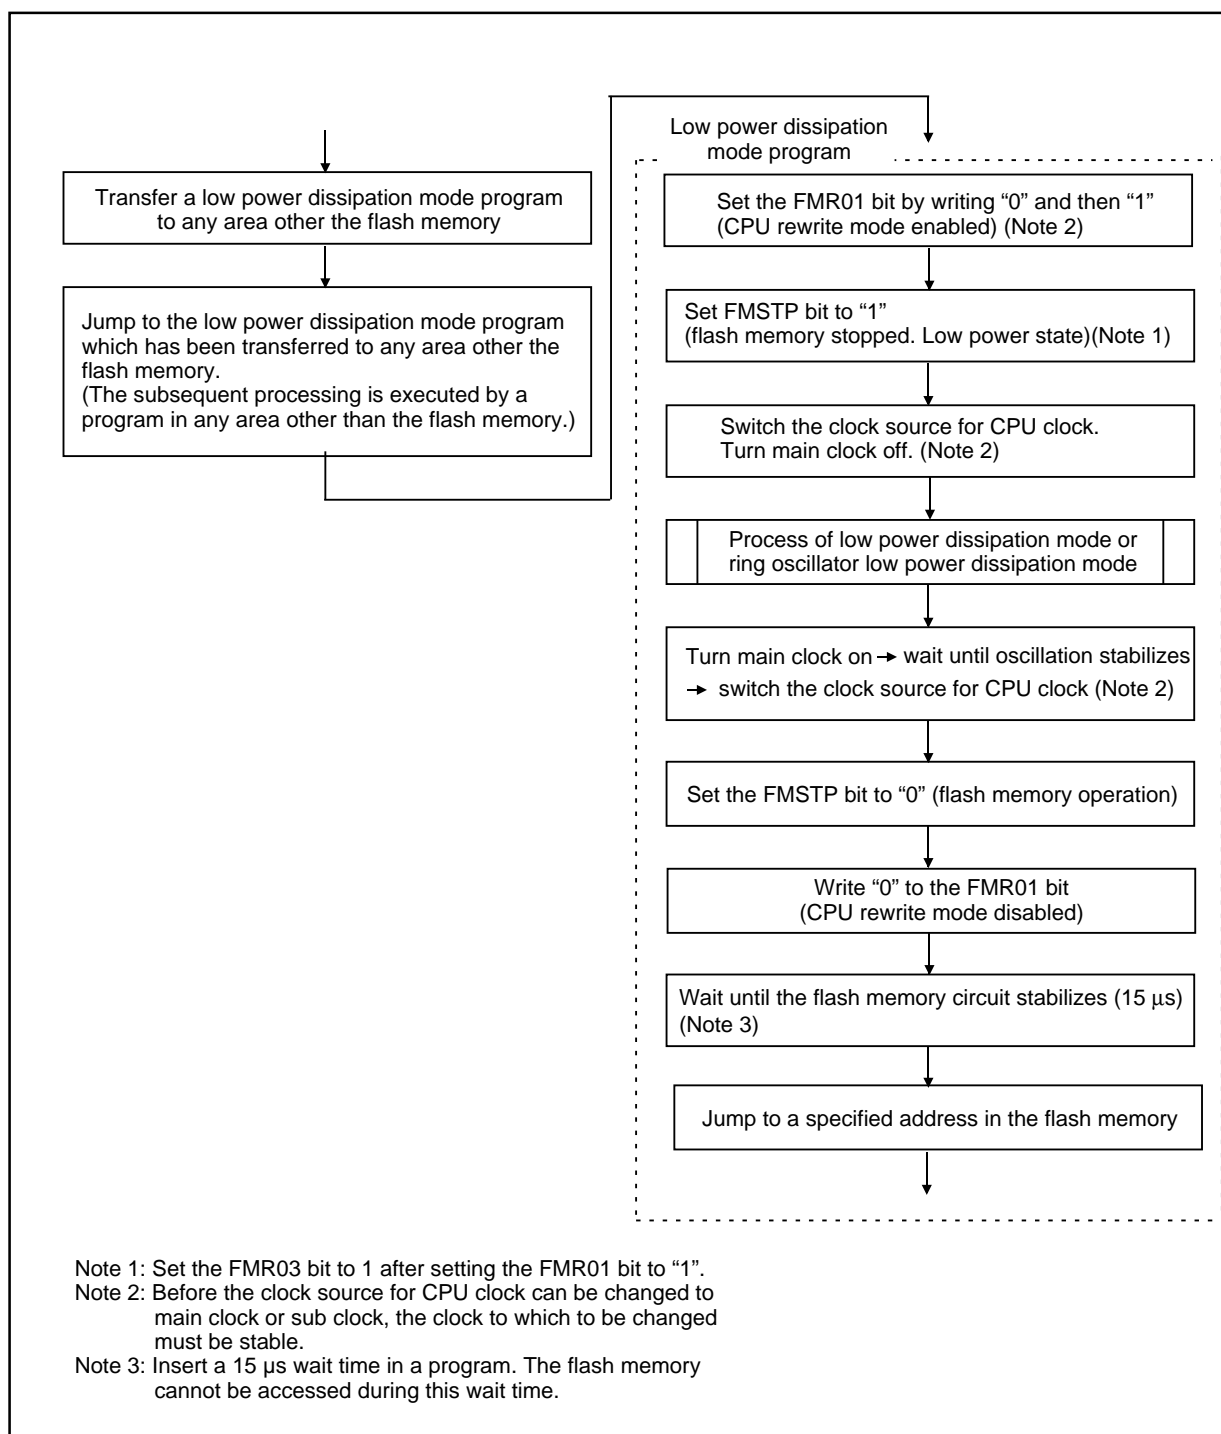 Transfer a low power dissipation mode program
to any area other the flash memory
Jump to the low power dissipation mode program
which has been transferred to any area other the
flash memory.
(The subsequent processing is executed by a
program in any area other than the flash memory.)
Low power dissipation
mode program
Set the FMR01 bit by writing “0” and then “1”
(CPU rewrite mode enabled) (Note 2)
Set FMSTP bit to “1”
(flash memory stopped. Low power state)(Note 1)
Switch the clock source for CPU clock.
Turn main clock off. (Note 2)
Process of low power dissipation mode or
ring oscillator low power dissipation mode
Turn main clock on → wait until oscillation stabilizes
→ switch the clock source for CPU clock (Note 2)
Set the FMSTP bit to “0” (flash memory operation)
Write “0” to the FMR01 bit
(CPU rewrite mode disabled)
Wait until the flash memory circuit stabilizes (15 μs)
(Note 3)
Jump to a specified address in the flash memory
Note 1: Set the FMR03 bit to 1 after setting the FMR01 bit to “1”.
Note 2: Before the clock source for CPU clock can be changed to
main clock or sub clock, the clock to which to be changed
must be stable.
Note 3: Insert a 15 μs wait time in a program. The flash memory
cannot be accessed during this wait time.